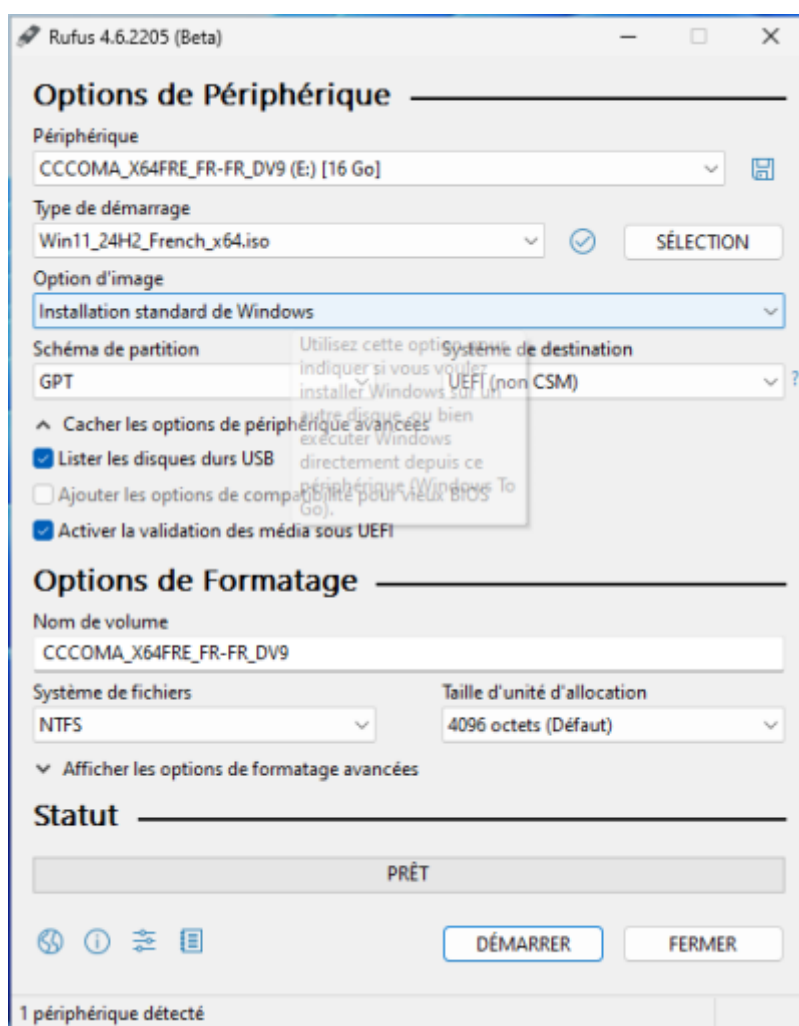 Rufus 4.6.2205 (Beta)
Options de Périphérique
Périphérique
CCCOMA_X64FRE_FR-FR_DV9 (E:) [16 Go]
Type de démarrage
Win11_24H2_French_x64.iso
SÉLECTION
Option d'image
Installation standard de Windows
Schéma de partition
Système de destination
GPT
UEFI (non CSM)
?
Utilisez cette option pour
indiquer si vous voulez
installer Windows sur un
autre disque, ou bien
exécuter Windows
directement depuis ce
périphérique (Windows To
Go).
Cacher les options de périphérique avancées
Lister les disques durs USB
Ajouter les options de compatibilité pour vieux BIOS
Activer la validation des média sous UEFI
Options de Formatage
Nom de volume
CCCOMA_X64FRE_FR-FR_DV9
Système de fichiers
Taille d'unité d'allocation
NTFS
4096 octets (Défaut)
Afficher les options de formatage avancées
Statut
PRÊT
DÉMARRER
FERMER
1 périphérique détecté